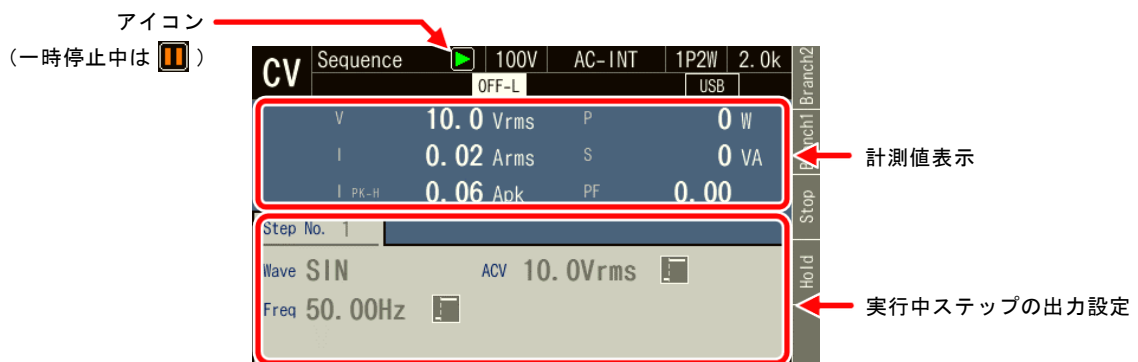 アイコン
（一時停止中は ）
CV Sequence 100V AC-INT 1P2W 2.0k
OFF-L USB
V 10.0 Vrms P 0 W
I 0.02 Arms S 0 VA
I PK-H 0.06 Apk PF 0.00
Step No. 1
Wave SIN ACV 10.0Vrms
Freq 50.00Hz
Branch2
Branch1
Stop
Hold
計測値表示
実行中ステップの出力設定